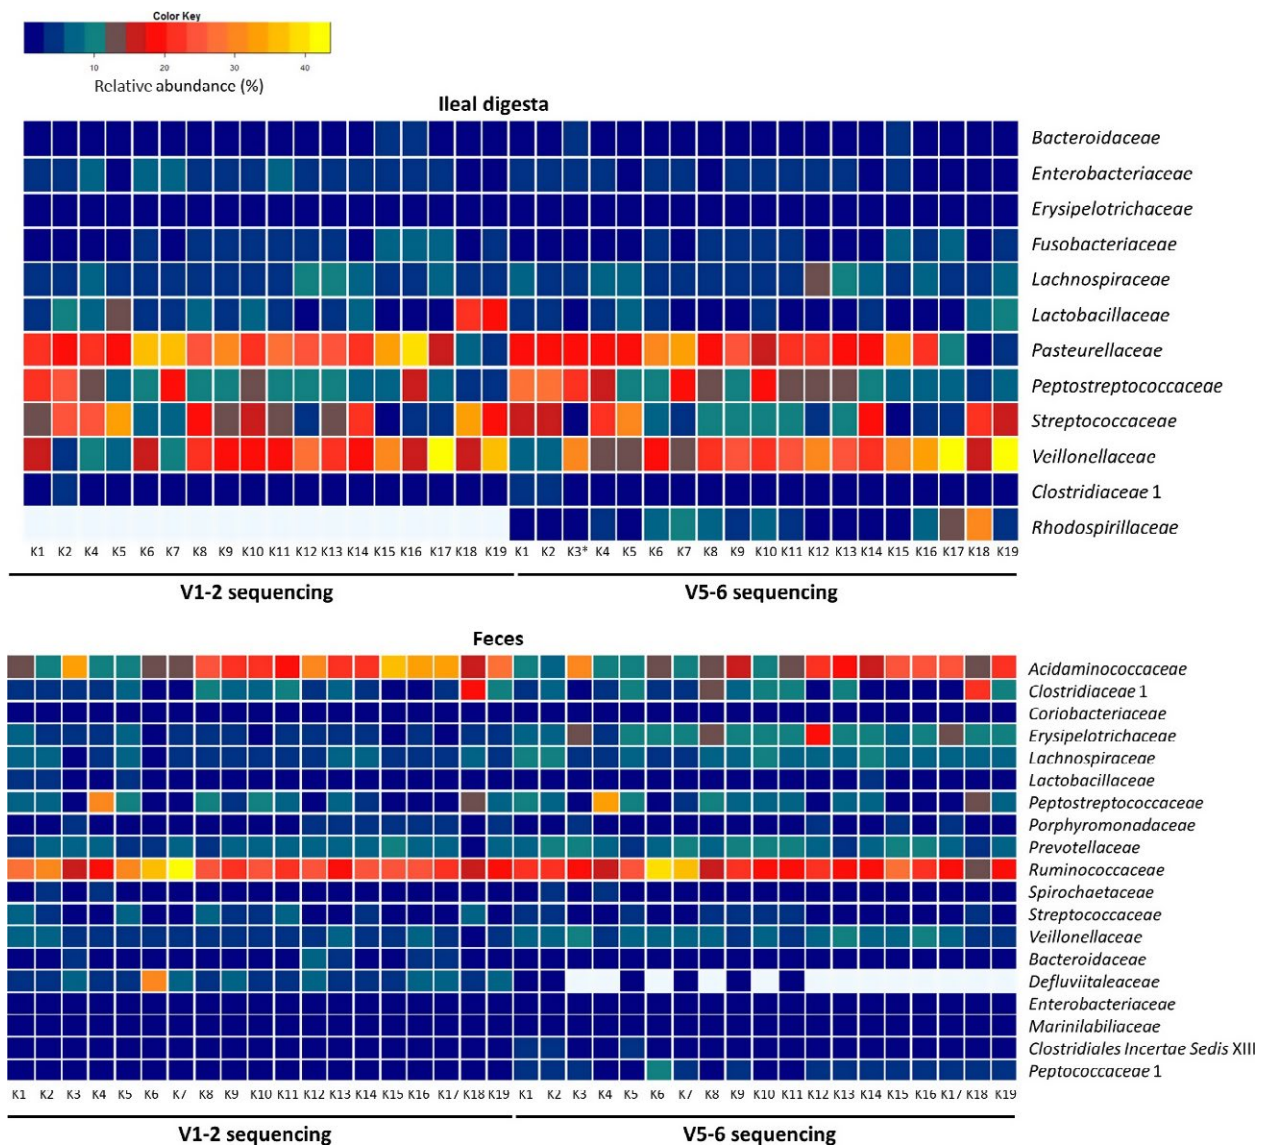 Color Key
10 20 30 40
Relative abundance (%)
Ileal digesta
Bacteroidaceae
Enterobacteriaceae
Erysipelotrichaceae
Fusobacteriaceae
Lachnospiraceae
Lactobacillaceae
Pasteurellaceae
Peptostreptococcaceae
Streptococcaceae
Veillonellaceae
Clostridiaceae 1
Rhodospirillaceae
K1 K2 K4 K5 K6 K7 K8 K9 K10 K11 K12 K13 K14 K15 K16 K17 K18 K19 K1 K2 K3* K4 K5 K6 K7 K8 K9 K10 K11 K12 K13 K14 K15 K16 K17 K18 K19
V1-2 sequencing V5-6 sequencing
Feces
Acidaminococcaceae
Clostridiaceae 1
Coriobacteriaceae
Erysipelotrichaceae
Lachnospiraceae
Lactobacillaceae
Peptostreptococcaceae
Porphyromonadaceae
Prevotellaceae
Ruminococcaceae
Spirochaetaceae
Streptococcaceae
Veillonellaceae
Bacteroidaceae
Defluviitaleaceae
Enterobacteriaceae
Marinilabiliaceae
Clostridiales Incertae Sedis XIII
Peptococcaceae 1
K1 K2 K3 K4 K5 K6 K7 K8 K9 K10 K11 K12 K13 K14 K15 K16 K17 K18 K19 K1 K2 K3 K4 K5 K6 K7 K8 K9 K10 K11 K12 K13 K14 K15 K16 K17 K18 K19
V1-2 sequencing V5-6 sequencing